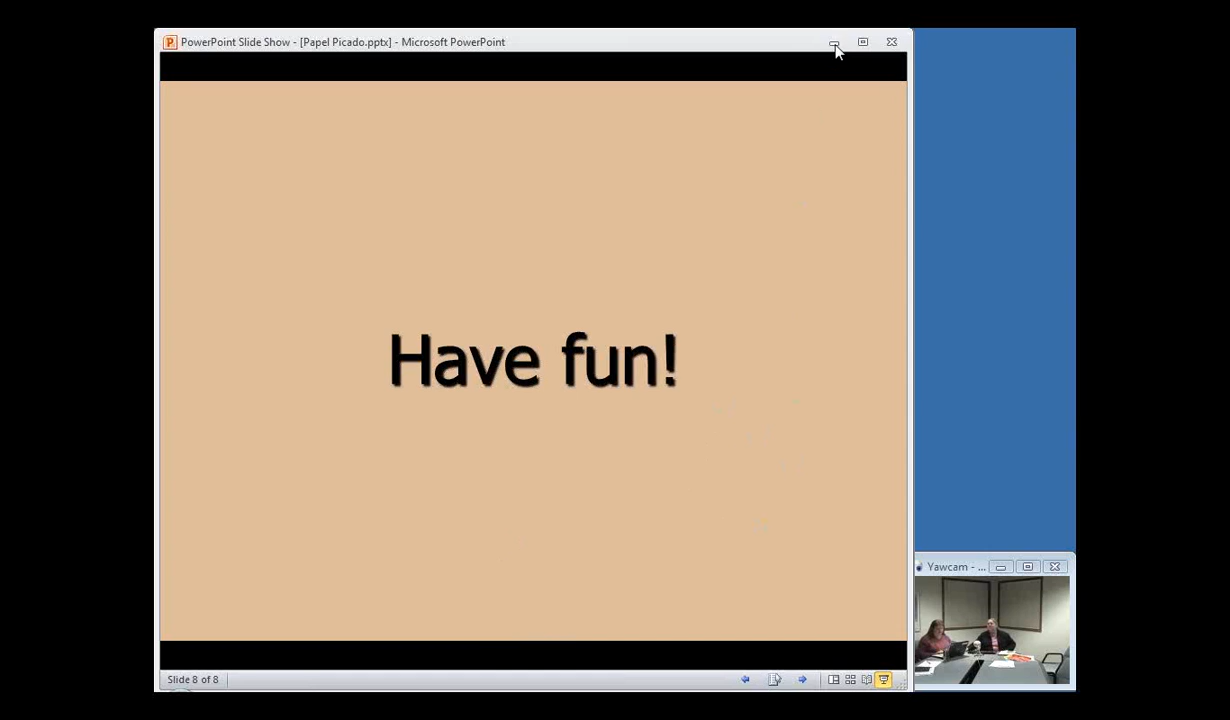 PowerPoint Slide Show - [Papel Picado.pptx] - Microsoft PowerPoint
Have fun!
Yawcam - ...
Slide 8 of 8